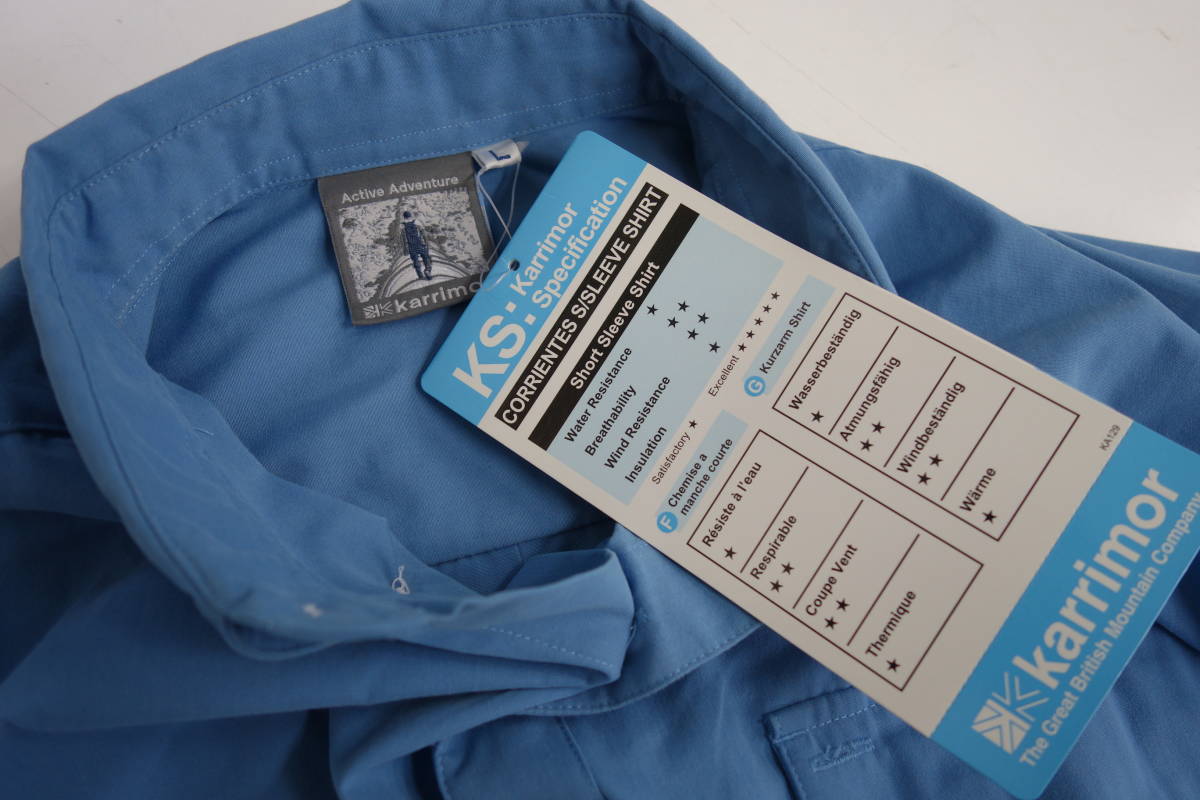 Active Adventure
karrimo
L
KS: Karrimor
Specification
CORRIENTES S/SLEEVE SHIRT
Short Sleeve Shirt
Water Resistance ★
Breathability ★ ★
Wind Resistance ★ ★
Insulation ★
Satisfactory ★ Excellent ★ ★ ★ ★ ★
F Chemise a
manche courte
Résiste à l'eau
★
Respirable
★ ★
Coupe Vent
★ ★
Thermique
★
G Kurzarm Shirt
Wasserbeständig
★
Atmungsfähig
★ ★
Windbeständig
★ ★
Wärme
★
KA129
karrimor
The Great British Mountain Company